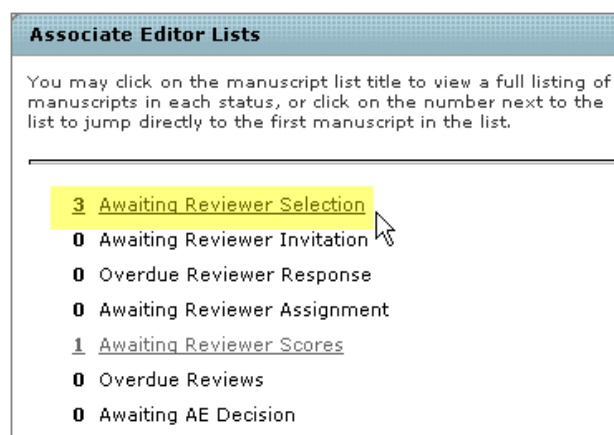 Associate Editor Lists
You may click on the manuscript list title to view a full listing of
manuscripts in each status, or click on the number next to the
list to jump directly to the first manuscript in the list.
3 Awaiting Reviewer Selection
0 Awaiting Reviewer Invitation
0 Overdue Reviewer Response
0 Awaiting Reviewer Assignment
1 Awaiting Reviewer Scores
0 Overdue Reviews
0 Awaiting AE Decision